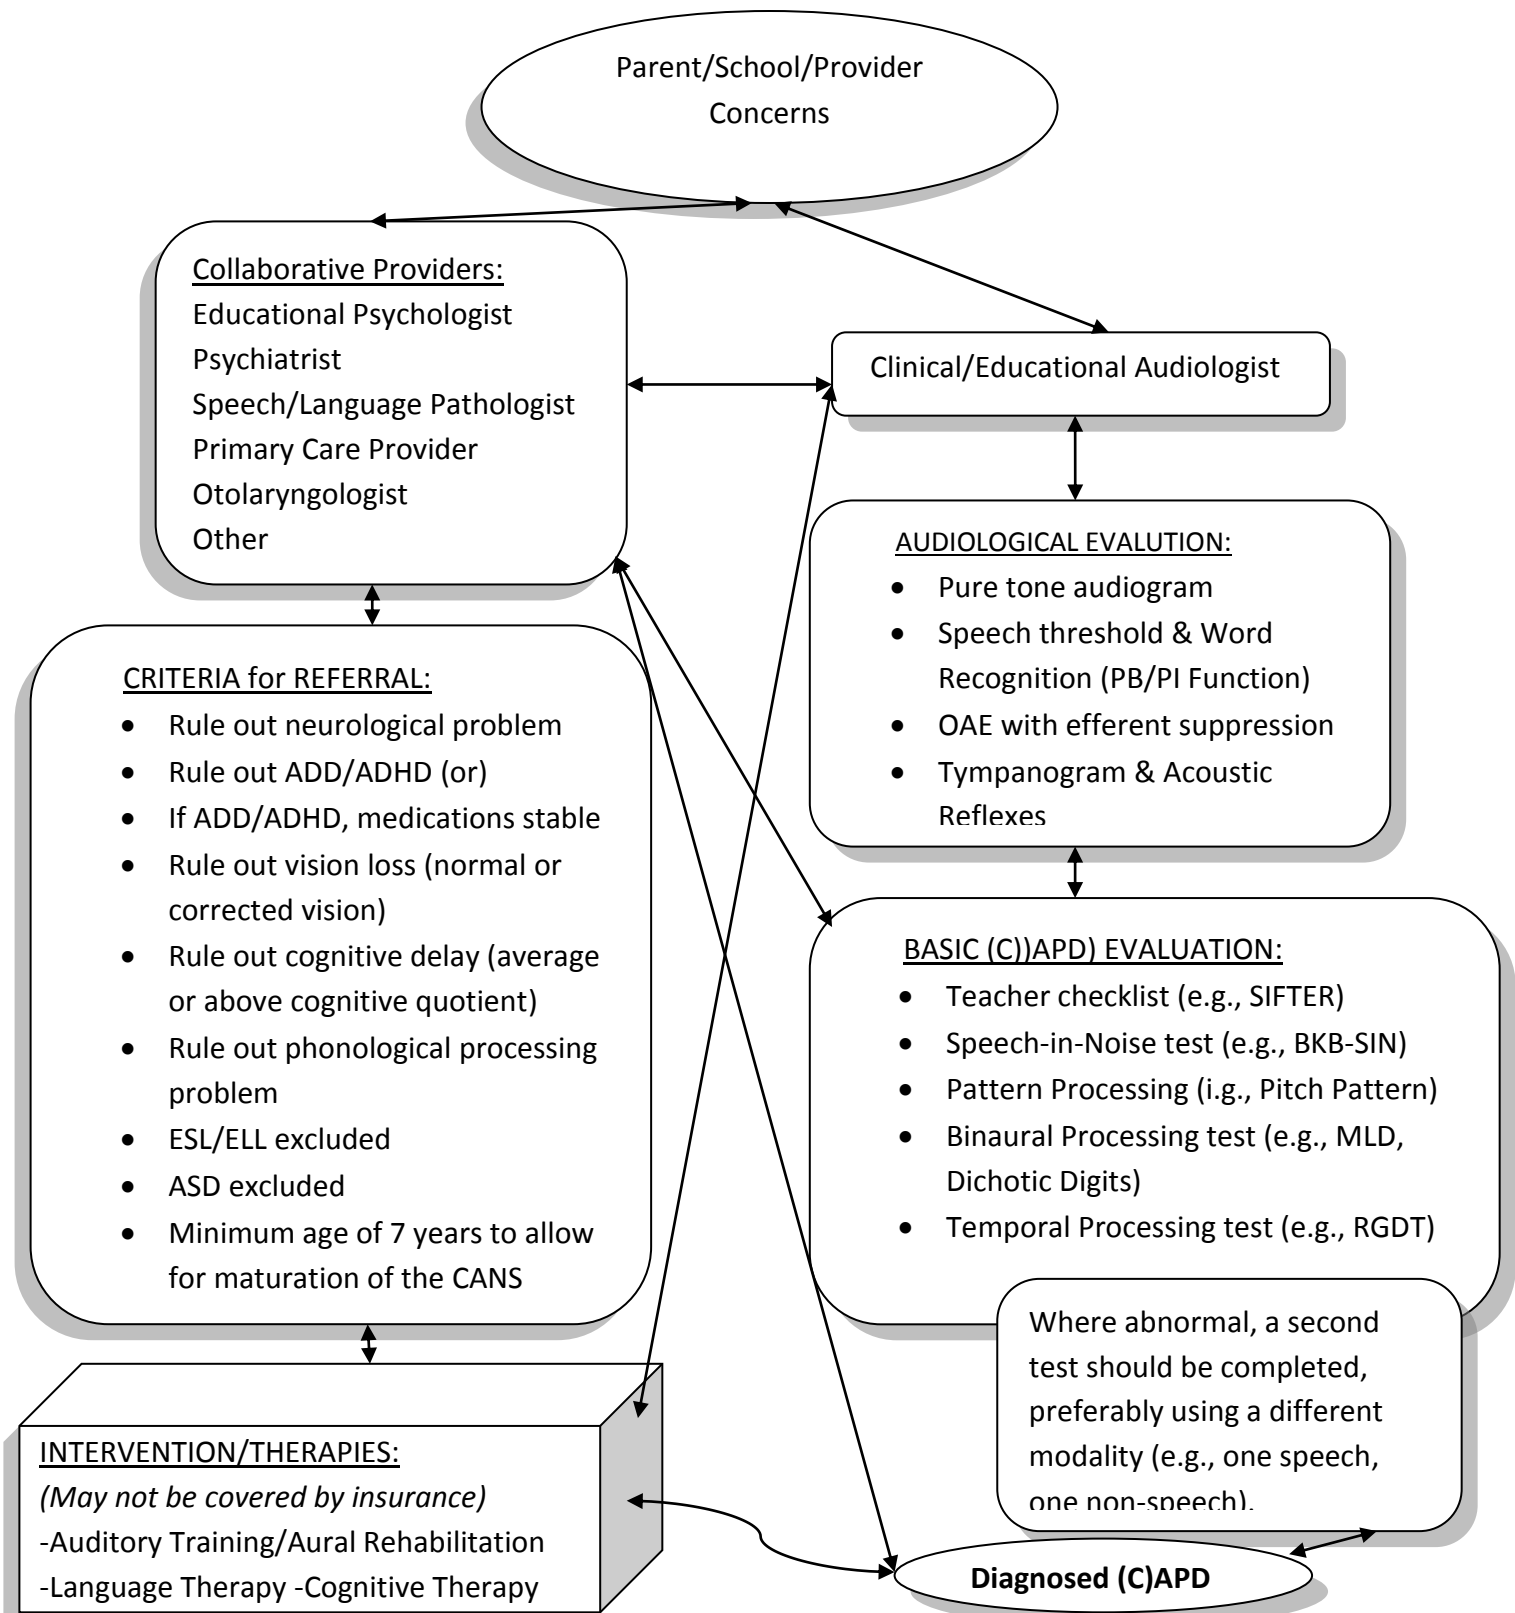 Parent/School/Provider
Concerns
Collaborative Providers:
Educational Psychologist
Psychiatrist
Speech/Language Pathologist
Primary Care Provider
Otolaryngologist
Other
Clinical/Educational Audiologist
AUDIOLOGICAL EVALUTION:
• Pure tone audiogram
• Speech threshold & Word
Recognition (PB/PI Function)
• OAE with efferent suppression
• Tympanogram & Acoustic
Reflexes
CRITERIA for REFERRAL:
• Rule out neurological problem
• Rule out ADD/ADHD (or)
• If ADD/ADHD, medications stable
• Rule out vision loss (normal or
corrected vision)
• Rule out cognitive delay (average
or above cognitive quotient)
• Rule out phonological processing
problem
• ESL/ELL excluded
• ASD excluded
• Minimum age of 7 years to allow
for maturation of the CANS
BASIC (C))APD) EVALUATION:
• Teacher checklist (e.g., SIFTER)
• Speech-in-Noise test (e.g., BKB-SIN)
• Pattern Processing (i.g., Pitch Pattern)
• Binaural Processing test (e.g., MLD,
Dichotic Digits)
• Temporal Processing test (e.g., RGDT)
Where abnormal, a second
test should be completed,
preferably using a different
modality (e.g., one speech,
one non-speech).
INTERVENTION/THERAPIES:
(May not be covered by insurance)
-Auditory Training/Aural Rehabilitation
-Language Therapy -Cognitive Therapy
Diagnosed (C)APD